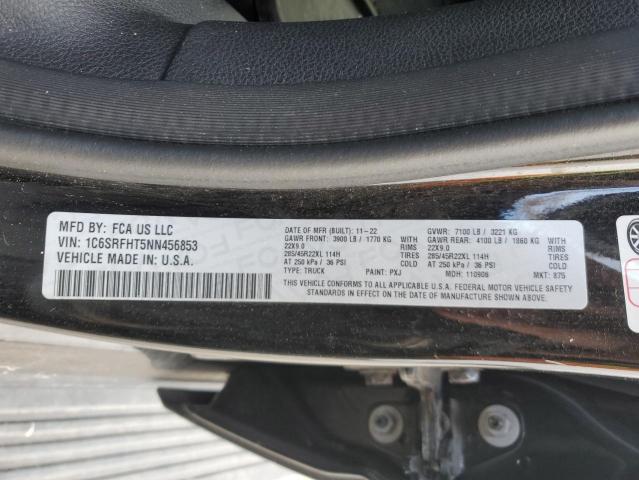 MFD BY: FCA US LLC
VIN: 1C6SRFHT5NN456853
VEHICLE MADE IN: U.S.A.
DATE OF MFR (BUILT): 11-22
GAWR FRONT: 3900 LB / 1770 KG WITH
22X9.0 RIMS
285/45R22XL 114H TIRES
AT 250 kPa / 36 PSI COLD
TYPE: TRUCK PAINT: PXJ
GVWR: 7100 LB / 3221 KG
GAWR REAR: 4100 LB / 1860 KG WITH
22X9.0 RIMS
285/45R22XL 114H TIRES
AT 250 kPa / 36 PSI COLD
MDH: 110908 MKT: 875
THIS VEHICLE CONFORMS TO ALL APPLICABLE U.S.A. FEDERAL MOTOR VEHICLE SAFETY
STANDARDS IN EFFECT ON THE DATE OF MANUFACTURE SHOWN ABOVE.